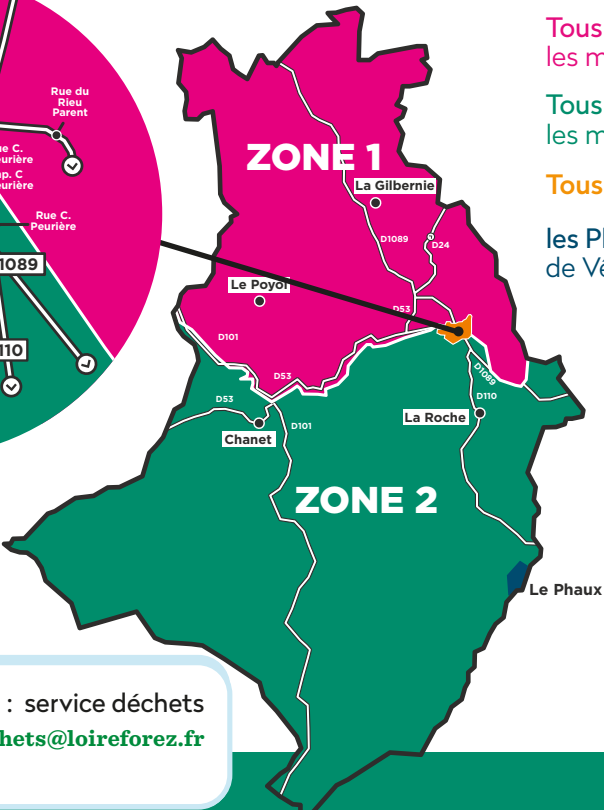 Tous
les m
Tous
les m
Tous
les Pl
de Vé
Rue du
Rieu
Parent
ue C.
eurière
np. C
eurière
Rue C.
Peurière
1089
110
ZONE 1
La Gilbernie
D1089
D24
Le Poyol
D53
D101
D53
D1089
D53
D110
La Roche
D101
Chanet
ZONE 2
Le Phaux
: service déchets
hets@loireforez.fr